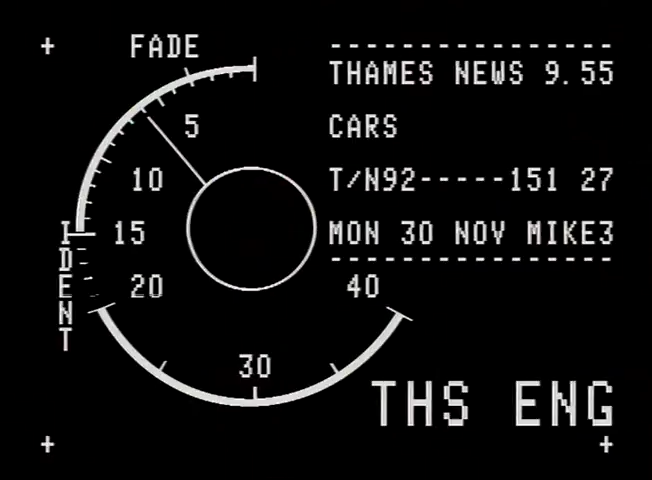 FADE
THAMES NEWS 9.55
CARS
T/N92-----151 27
MON 30 NOV MIKE3
5
10
15
20
30
40
IDENT
THS ENG